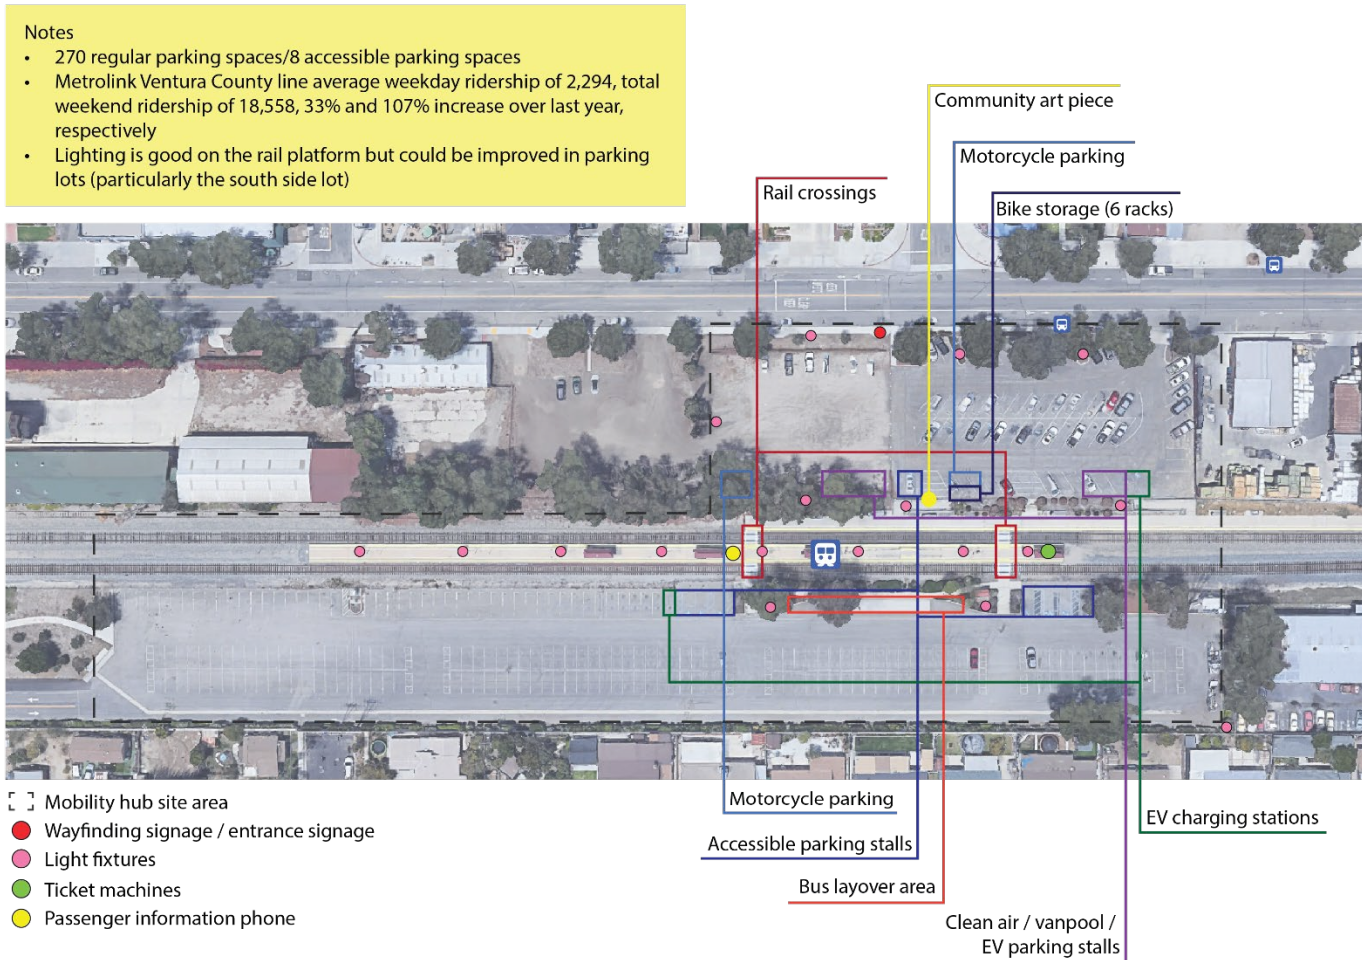 Notes
• 270 regular parking spaces/8 accessible parking spaces
• Metrolink Ventura County line average weekday ridership of 2,294, total
weekend ridership of 18,558, 33% and 107% increase over last year,
respectively
• Lighting is good on the rail platform but could be improved in parking
lots (particularly the south side lot)
Community art piece
Motorcycle parking
Rail crossings
Bike storage (6 racks)
Motorcycle parking
Accessible parking stalls
Bus layover area
Clean air / vanpool /
EV parking stalls
EV charging stations
Mobility hub site area
Wayfinding signage / entrance signage
Light fixtures
Ticket machines
Passenger information phone